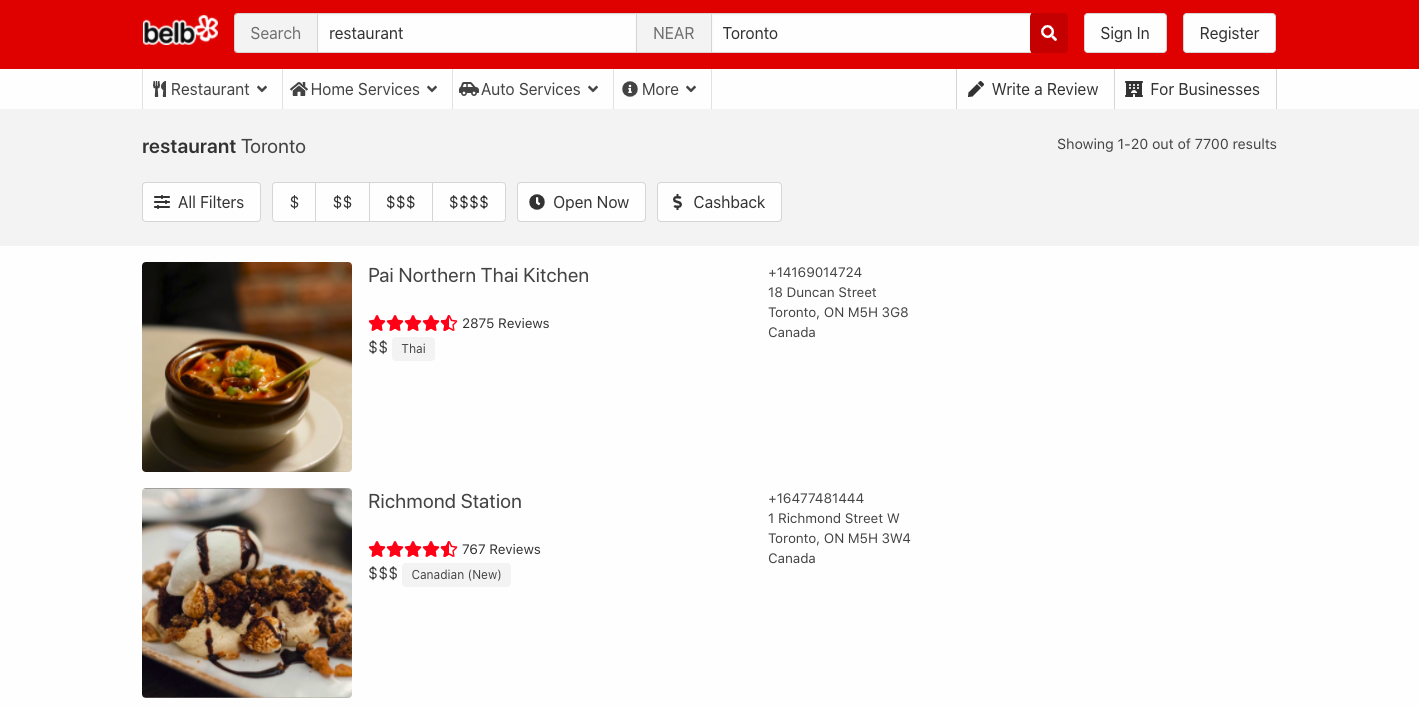 belb Search restaurant NEAR Toronto Sign In Register
Restaurant Home Services Auto Services More Write a Review For Businesses
restaurant Toronto
Showing 1-20 out of 7700 results
All Filters $ $$ $$$ $$$$ Open Now $ Cashback
Pai Northern Thai Kitchen
2875 Reviews
$$ Thai
+14169014724
18 Duncan Street
Toronto, ON M5H 3G8
Canada
Richmond Station
767 Reviews
$$$ Canadian (New)
+16477481444
1 Richmond Street W
Toronto, ON M5H 3W4
Canada